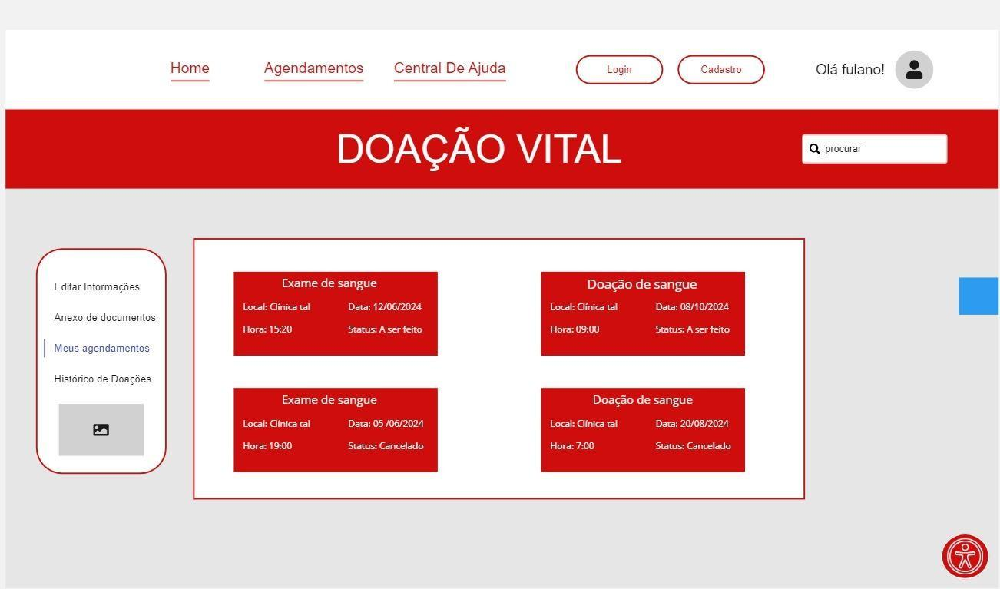 Home Agendamentos Central De Ajuda Login Cadastro Olá fulano!
DOAÇÃO VITAL
procurar
Editar Informações
Anexo de documentos
Meus agendamentos
Histórico de Doações
Exame de sangue
Local: Clínica tal Data: 12/06/2024
Hora: 15:20 Status: A ser feito
Doação de sangue
Local: Clínica tal Data: 08/10/2024
Hora: 09:00 Status: A ser feito
Exame de sangue
Local: Clínica tal Data: 05 /06/2024
Hora: 19:00 Status: Cancelado
Doação de sangue
Local: Clínica tal Data: 20/08/2024
Hora: 7:00 Status: Cancelado